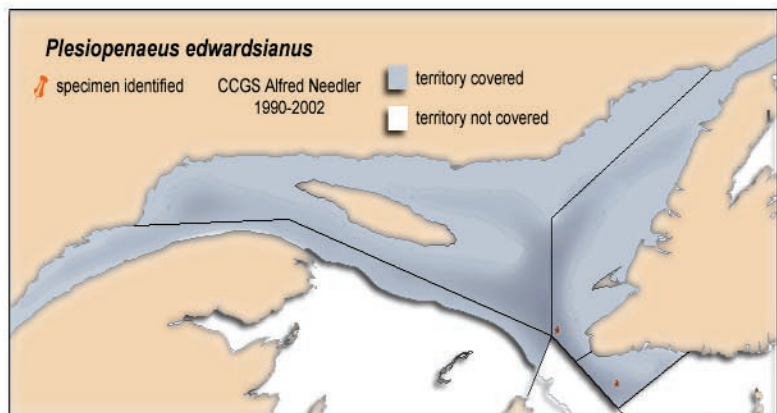 Plesiopenaeus edwardsianus
specimen identified
CCGS Alfred Needler
1990-2002
territory covered
territory not covered